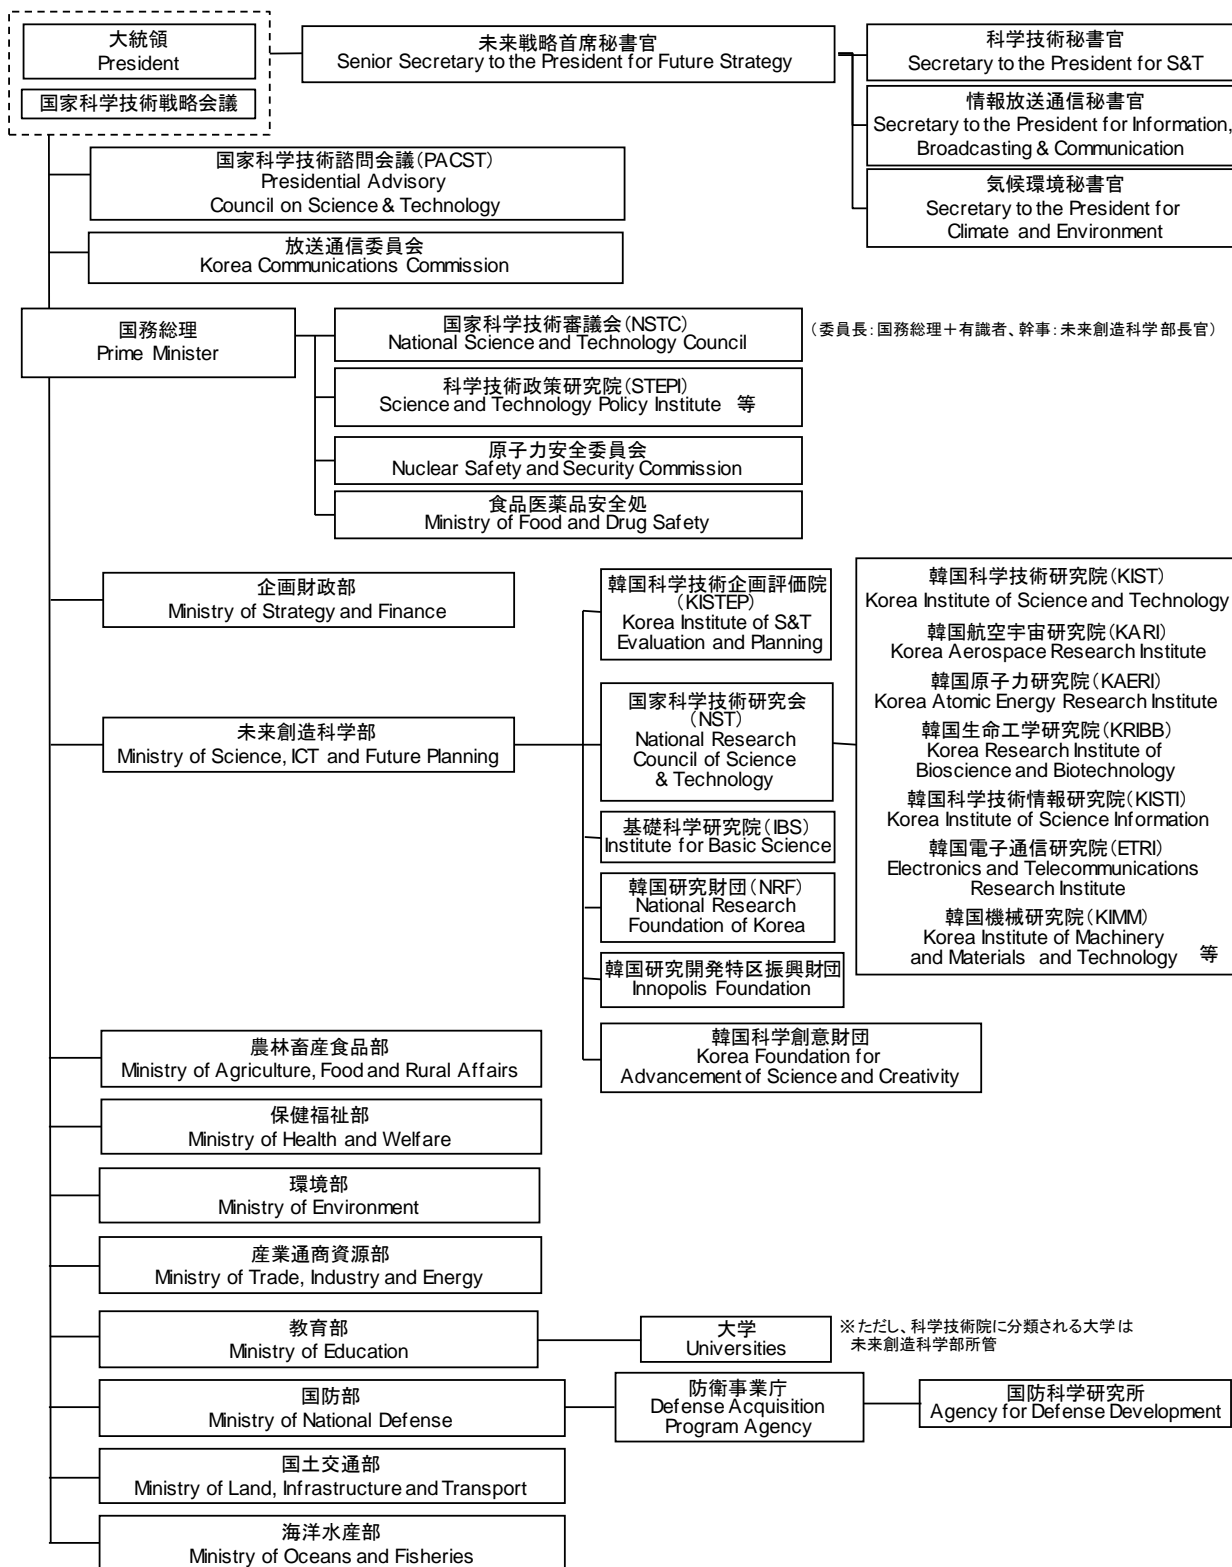 大統領
President
国家科学技術戦略会議
未来戦略首席秘書官
Senior Secretary to the President for Future Strategy
科学技術秘書官
Secretary to the President for S&T
情報放送通信秘書官
Secretary to the President for Information,
Broadcasting & Communication
気候環境秘書官
Secretary to the President for
Climate and Environment
国家科学技術諮問会議(PACST)
Presidential Advisory
Council on Science & Technology
放送通信委員会
Korea Communications Commission
国務総理
Prime Minister
国家科学技術審議会(NSTC)
National Science and Technology Council
(委員長:国務総理+有識者、幹事:未来創造科学部長官)
科学技術政策研究院(STEPI)
Science and Technology Policy Institute 等
原子力安全委員会
Nuclear Safety and Security Commission
食品医薬品安全処
Ministry of Food and Drug Safety
企画財政部
Ministry of Strategy and Finance
未来創造科学部
Ministry of Science, ICT and Future Planning
韓国科学技術企画評価院
(KISTEP)
Korea Institute of S&T
Evaluation and Planning
国家科学技術研究会
(NST)
National Research
Council of Science
& Technology
基礎科学研究院(IBS)
Institute for Basic Science
韓国研究財団(NRF)
National Research
Foundation of Korea
韓国研究開発特区振興財団
Innopolis Foundation
韓国科学創意財団
Korea Foundation for
Advancement of Science and Creativity
韓国科学技術研究院(KIST)
Korea Institute of Science and Technology
韓国航空宇宙研究院(KARI)
Korea Aerospace Research Institute
韓国原子力研究院(KAERI)
Korea Atomic Energy Research Institute
韓国生命工学研究院(KRIBB)
Korea Research Institute of
Bioscience and Biotechnology
韓国科学技術情報研究院(KISTI)
Korea Institute of Science Information
韓国電子通信研究院(ETRI)
Electronics and Telecommunications
Research Institute
韓国機械研究院(KIMM)
Korea Institute of Machinery
and Materials and Technology 等
農林畜産食品部
Ministry of Agriculture, Food and Rural Affairs
保健福祉部
Ministry of Health and Welfare
環境部
Ministry of Environment
産業通商資源部
Ministry of Trade, Industry and Energy
教育部
Ministry of Education
大学
Universities
※ただし、科学技術院に分類される大学は
未来創造科学部所管
国防部
Ministry of National Defense
防衛事業庁
Defense Acquisition
Program Agency
国防科学研究所
Agency for Defense Development
国土交通部
Ministry of Land, Infrastructure and Transport
海洋水産部
Ministry of Oceans and Fisheries